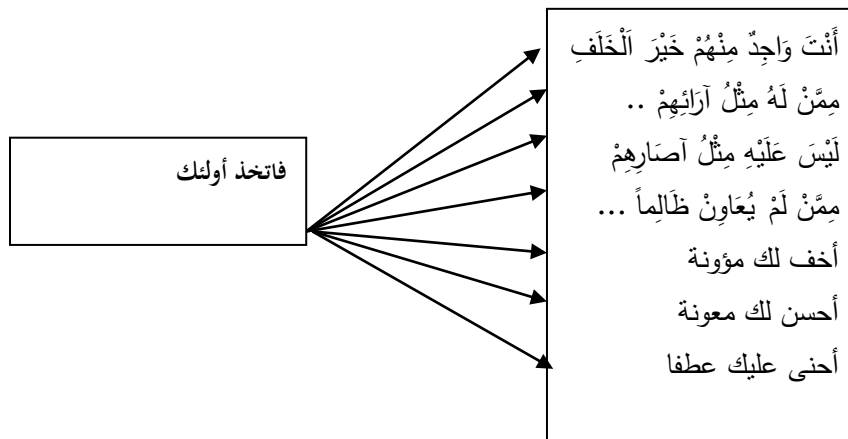 فاتخذ أولئك
أَنْتَ وَاجِدٌ مِنْهُمْ خَيْرَ اَلْخَلَفِ
مِمَّنْ لَهُ مِثْلُ آرَائِهِمْ ..
لَيْسَ عَلَيْهِ مِثْلُ آصَارِهِمْ
مِمَّنْ لَمْ يُعَاوِنْ ظَالِماً ...
أخف لك مؤونة
أحسن لك معونة
أحنى عليك عطفا